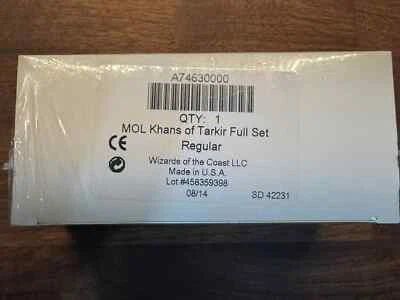 A74630000
QTY: 1
MOL Khans of Tarkir Full Set
Regular
CE
Wizards of the Coast LLC
Made in U.S.A.
Lot #458359398
08/14 SD 42231